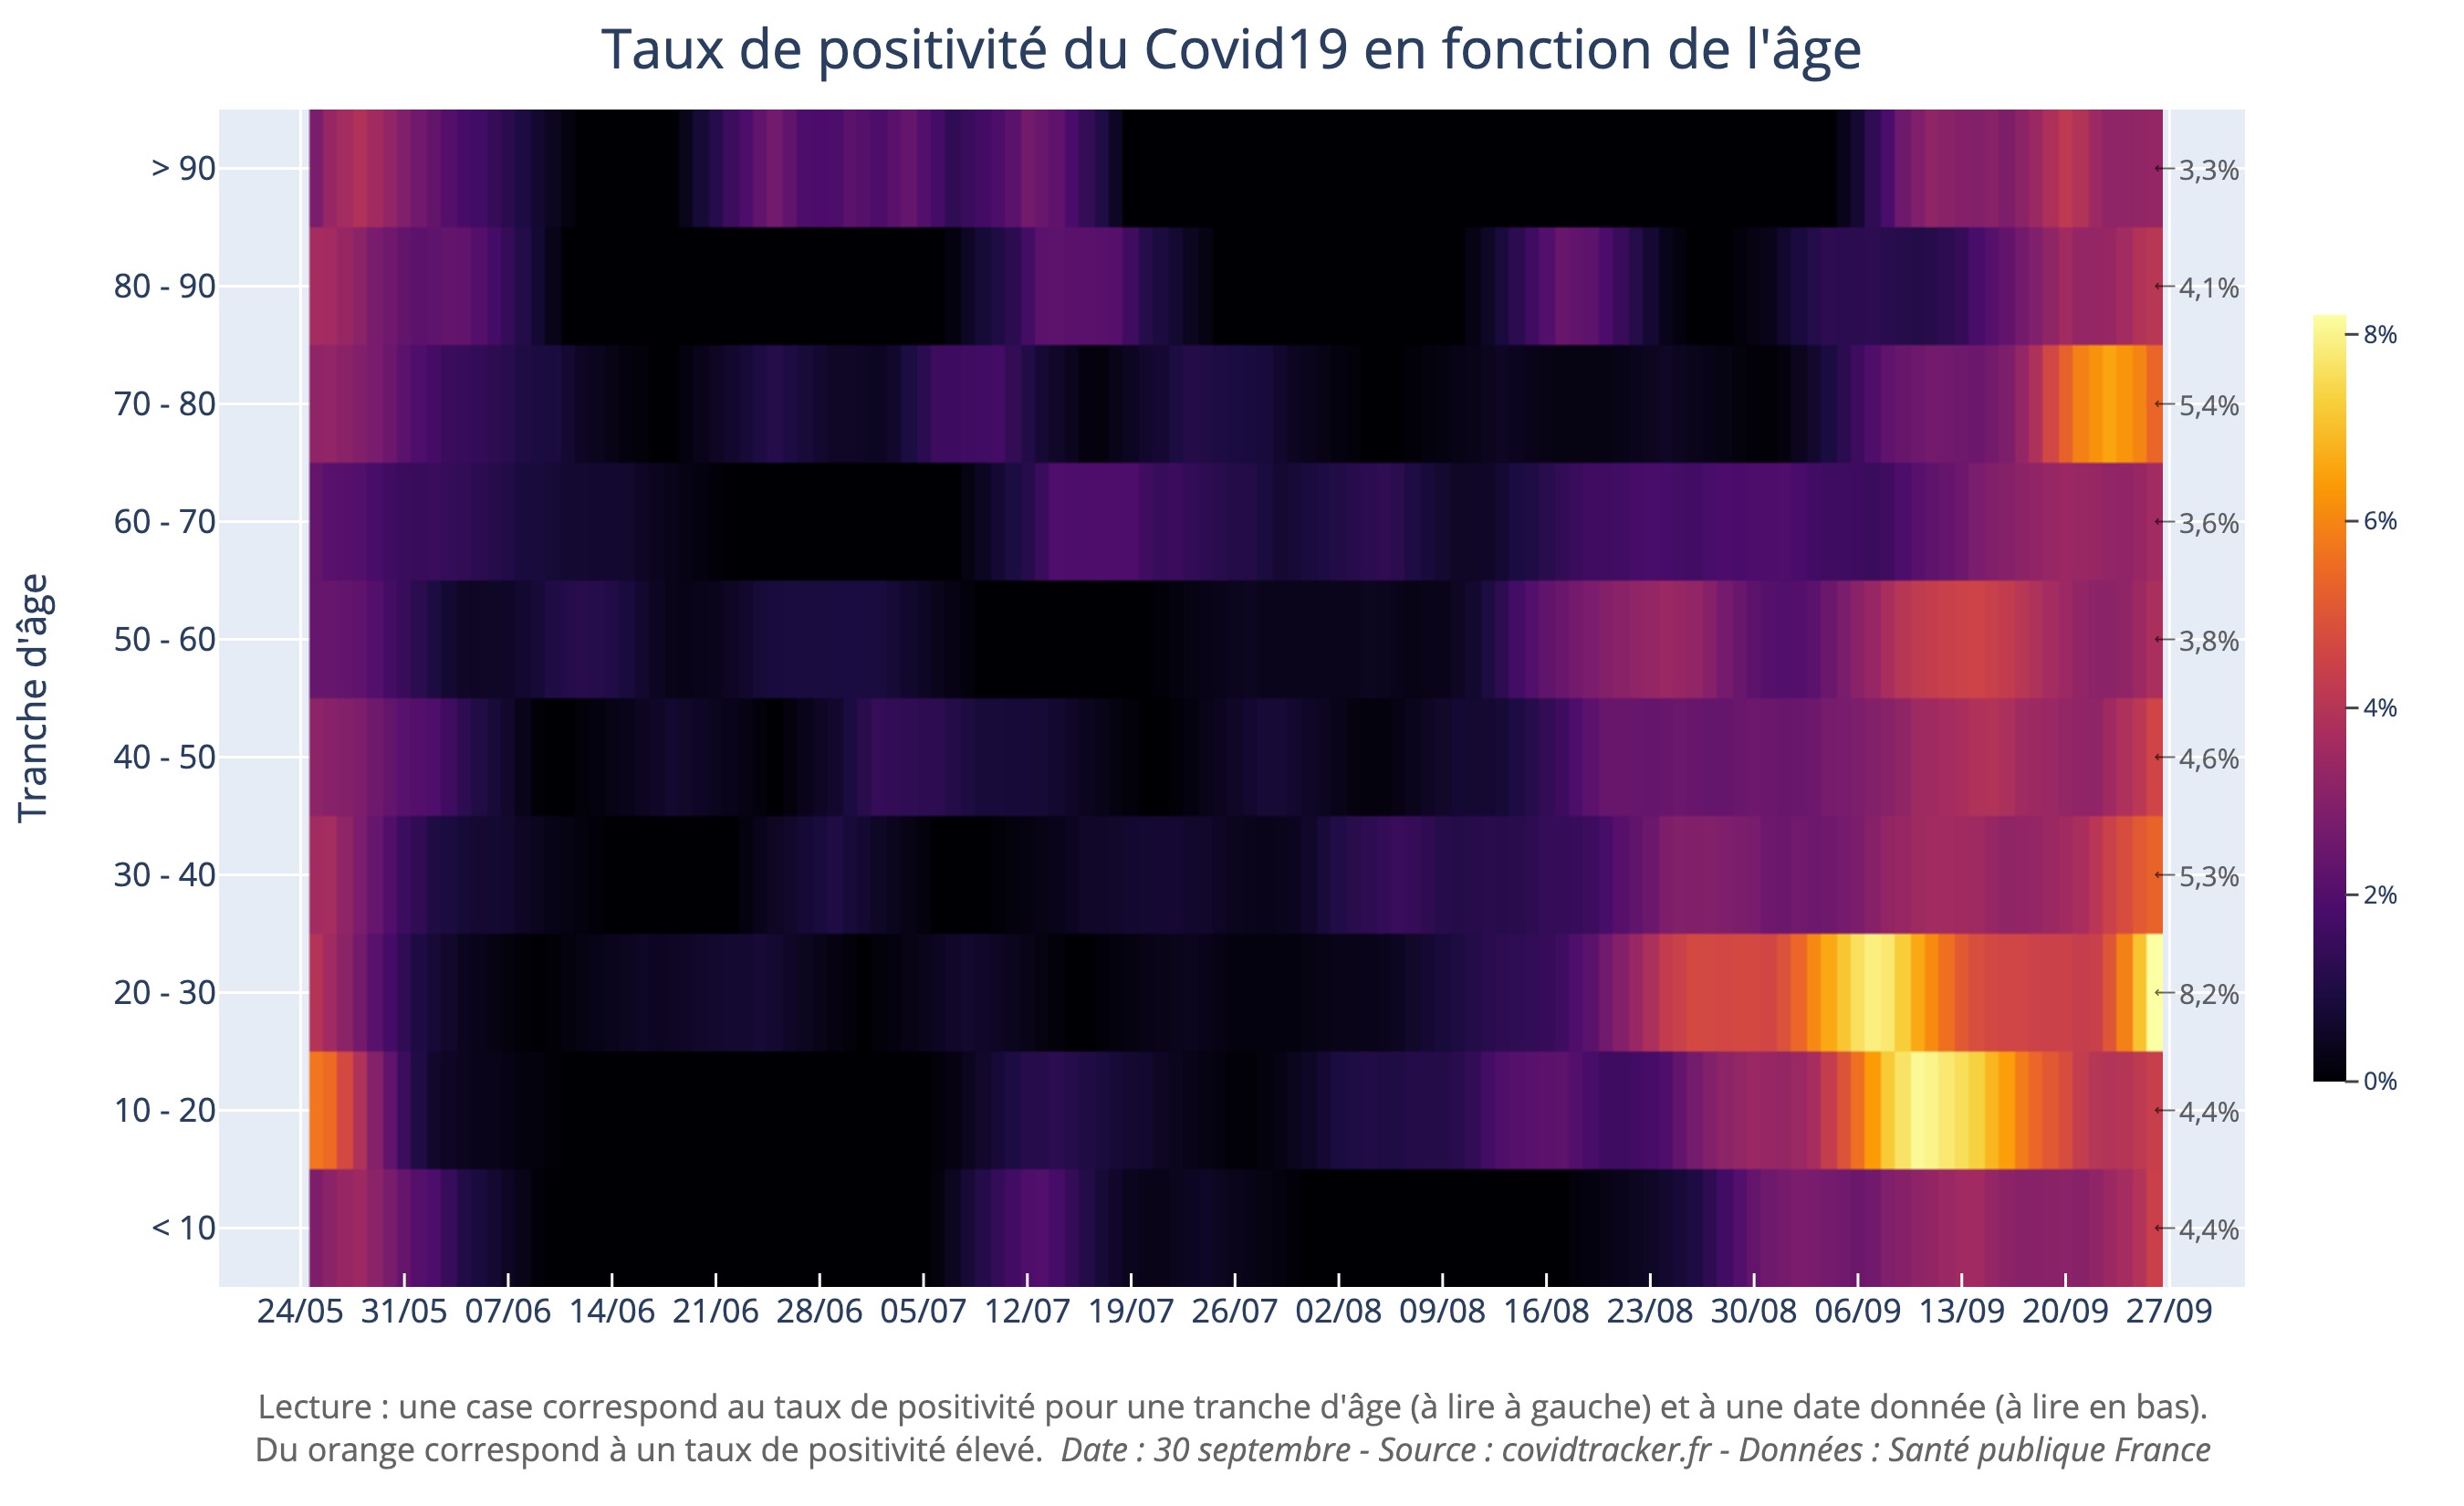 Taux de positivité du Covid19 en fonction de l'âge
Tranche d'âge
> 90
80 - 90
70 - 80
60 - 70
50 - 60
40 - 50
30 - 40
20 - 30
10 - 20
< 10
3,3%
4,1%
5,4%
3,6%
3,8%
4,6%
5,3%
8,2%
4,4%
4,4%
8%
6%
4%
2%
0%
24/05 31/05 07/06 14/06 21/06 28/06 05/07 12/07 19/07 26/07 02/08 09/08 16/08 23/08 30/08 06/09 13/09 20/09 27/09
Lecture : une case correspond au taux de positivité pour une tranche d'âge (à lire à gauche) et à une date donnée (à lire en bas).
Du orange correspond à un taux de positivité élevé. Date : 30 septembre - Source : covidtracker.fr - Données : Santé publique France